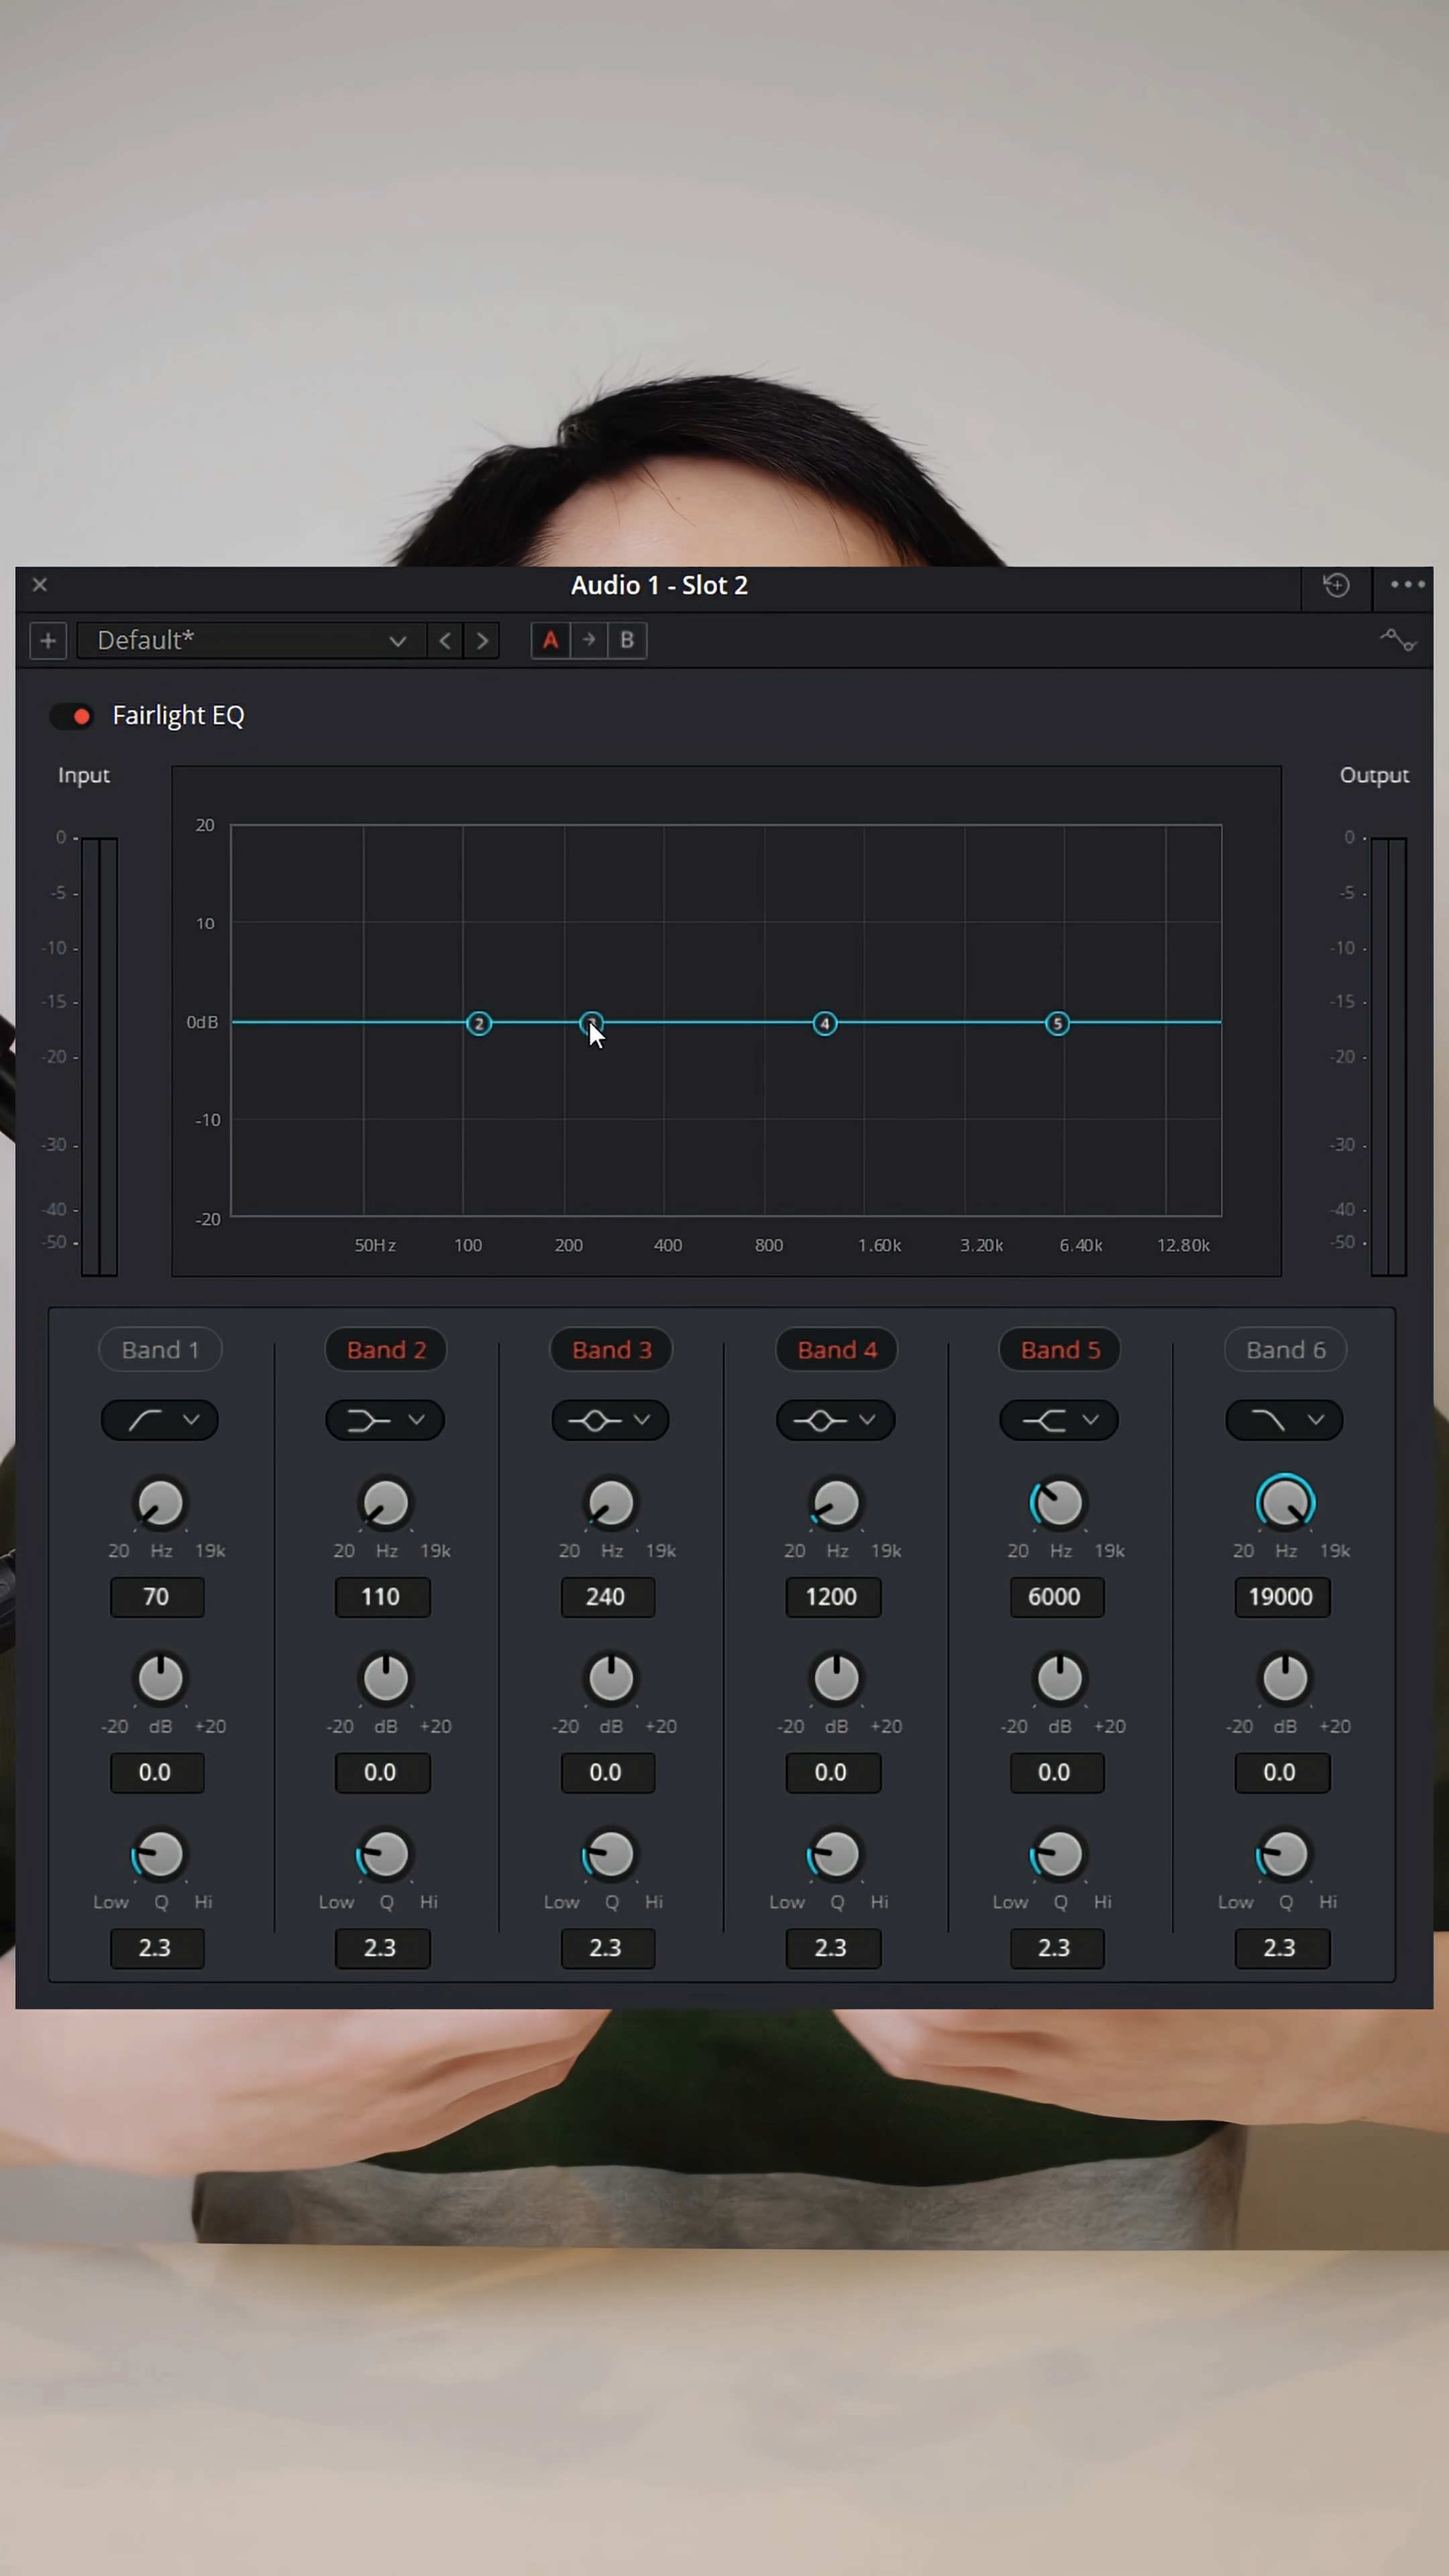 Audio 1 - Slot 2
Default*
A B
Fairlight EQ
Input
Output
0
-5
-10
-15
-20
-30
-40
-50
20
10
0dB
-10
-20
50Hz 100 200 400 800 1.60k 3.20k 6.40k 12.80k
2 4 5
0
-5
-10
-15
-20
-30
-40
-50
Band 1 Band 2 Band 3 Band 4 Band 5 Band 6
20 Hz 19k 20 Hz 19k 20 Hz 19k 20 Hz 19k 20 Hz 19k 20 Hz 19k
70 110 240 1200 6000 19000
-20 dB +20 -20 dB +20 -20 dB +20 -20 dB +20 -20 dB +20 -20 dB +20
0.0 0.0 0.0 0.0 0.0 0.0
Low Q Hi Low Q Hi Low Q Hi Low Q Hi Low Q Hi Low Q Hi
2.3 2.3 2.3 2.3 2.3 2.3